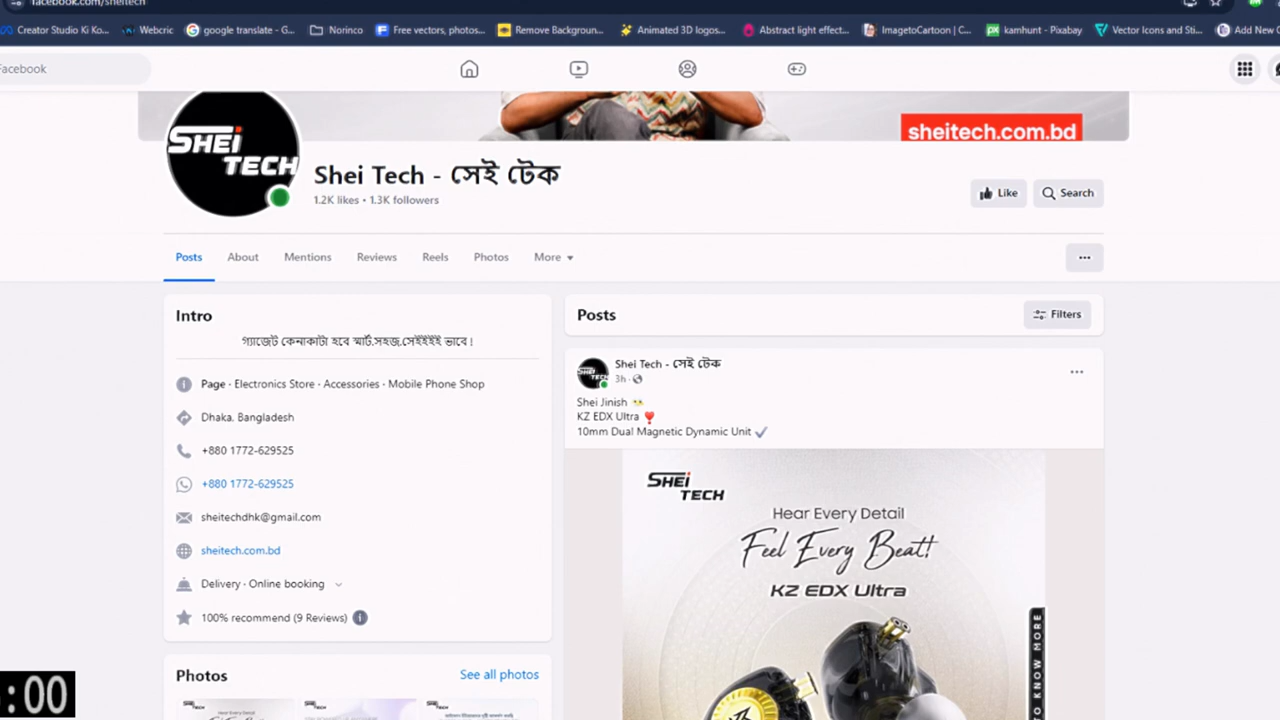 facebook.com/sheitech
Creator Studio Ki Ko... Webcric google translate - G... Norinco Free vectors, photos... Remove Backgroun... Animated 3D logos... Abstract light effect... ImagetoCartoon | C... kamhunt - Pixabay Vector Icons and Sti... Add New
Facebook
sheitech.com.bd
SHEi
TECH
Shei Tech - সেই টেক
1.2K likes • 1.3K followers
Like Search
Posts About Mentions Reviews Reels Photos More
Intro
গ্যাজেট কেনাকাটা হবে স্মার্ট,সহজ,সেইইইই ভাবে !
Page · Electronics Store · Accessories · Mobile Phone Shop
Dhaka, Bangladesh
+880 1772-629525
+880 1772-629525
sheitechdhk@gmail.com
sheitech.com.bd
Delivery · Online booking
100% recommend (9 Reviews)
Photos See all photos
SHEi TECH
Hear Every Detail
Posts Filters
Shei Tech - সেই টেক
3h
Shei Jinish
KZ EDX Ultra
10mm Dual Magnetic Dynamic Unit
SHEi
TECH
Hear Every Detail
Feel Every Beat!
KZ EDX Ultra
TO KNOW MORE
:00